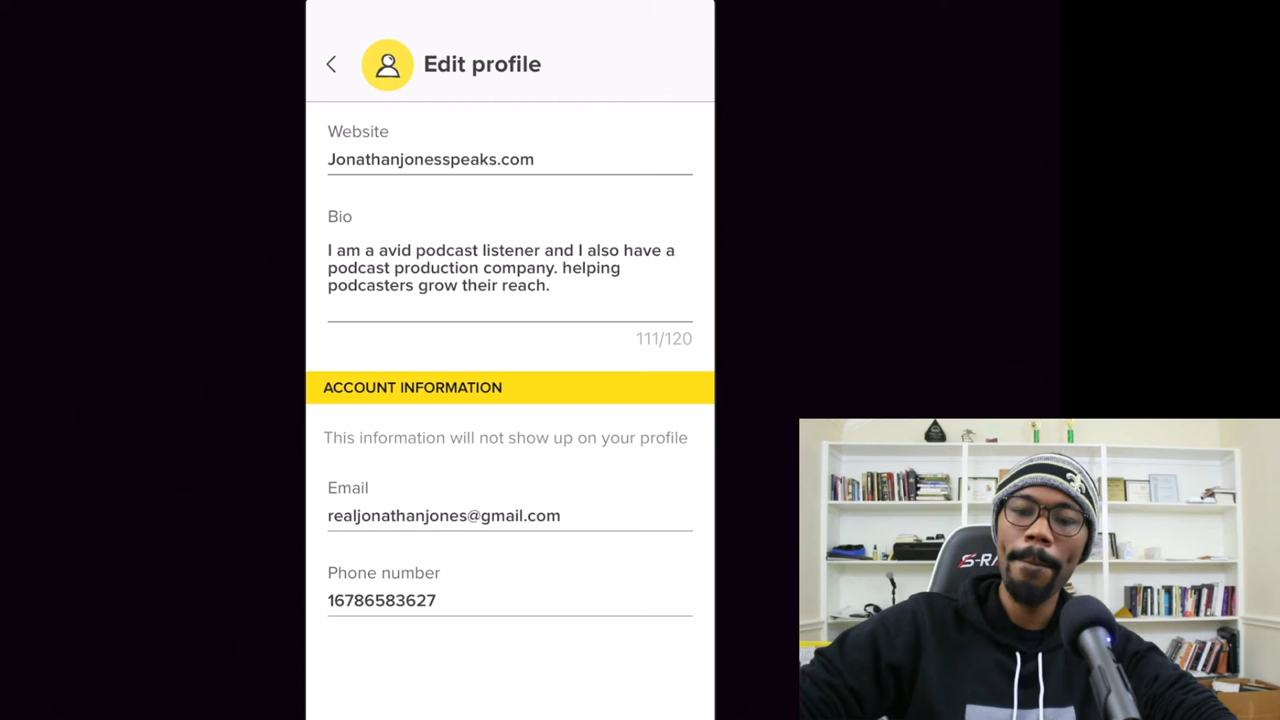 Edit profile
Website
Jonathanjonesspeaks.com
Bio
I am a avid podcast listener and I also have a
podcast production company. helping
podcasters grow their reach.
111/120
ACCOUNT INFORMATION
This information will not show up on your profile
Email
realjonathanjones@gmail.com
Phone number
16786583627
S-RA